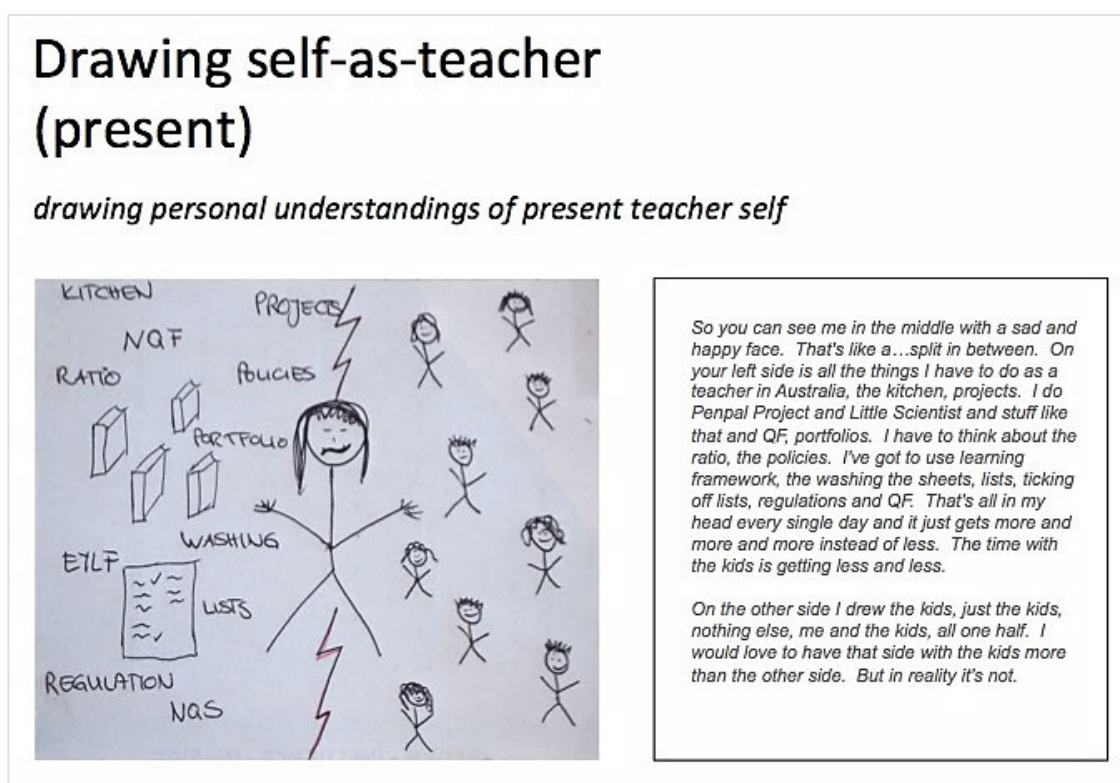 Drawing self-as-teacher
(present)
drawing personal understandings of present teacher self
KITCHEN
PROJECTS
NQF
RATIO
POLICIES
PORTFOLIO
WASHING
EYLF
LISTS
REGULATION
NQS
So you can see me in the middle with a sad and
happy face. That's like a...split in between. On
your left side is all the things I have to do as a
teacher in Australia, the kitchen, projects. I do
Penpal Project and Little Scientist and stuff like
that and QF, portfolios. I have to think about the
ratio, the policies. I've got to use learning
framework, the washing the sheets, lists, ticking
off lists, regulations and QF. That's all in my
head every single day and it just gets more and
more and more instead of less. The time with
the kids is getting less and less.
On the other side I drew the kids, just the kids,
nothing else, me and the kids, all one half. I
would love to have that side with the kids more
than the other side. But in reality it's not.